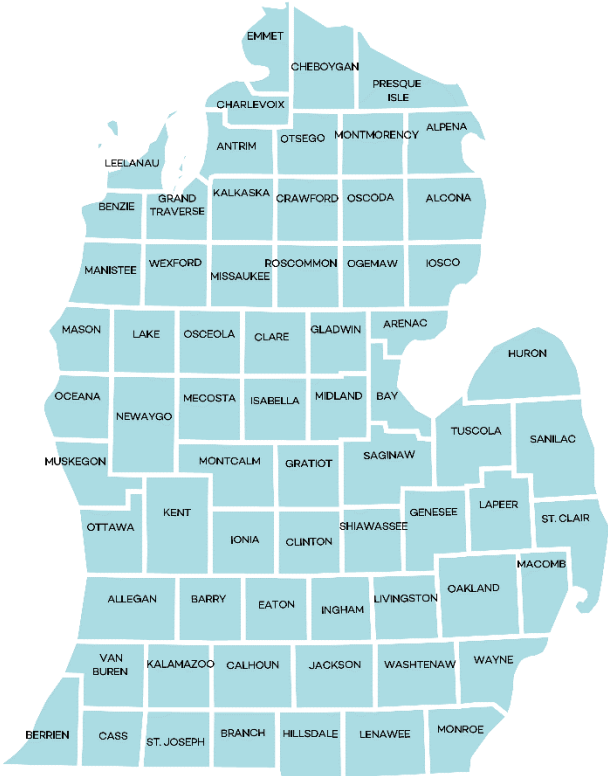 EMMET
CHEBOYGAN
PRESQUE
ISLE
CHARLEVOIX
ANTRIM
OTSEGO
MONTMORENCY
ALPENA
LEELANAU
BENZIE
GRAND
TRAVERSE
KALKASKA
CRAWFORD
OSCODA
ALCONA
MANISTEE
WEXFORD
MISSAUKEE
ROSCOMMON
OGEMAW
IOSCO
MASON
LAKE
OSCEOLA
CLARE
GLADWIN
ARENAC
HURON
OCEANA
NEWAYGO
MECOSTA
ISABELLA
MIDLAND
BAY
TUSCOLA
SANILAC
MUSKEGON
MONTCALM
GRATIOT
SAGINAW
OTTAWA
KENT
IONIA
CLINTON
SHIAWASSEE
GENESEE
LAPEER
ST. CLAIR
ALLEGAN
BARRY
EATON
INGHAM
LIVINGSTON
OAKLAND
MACOMB
VAN
BUREN
KALAMAZOO
CALHOUN
JACKSON
WASHTENAW
WAYNE
BERRIEN
CASS
ST. JOSEPH
BRANCH
HILLSDALE
LENAWEE
MONROE